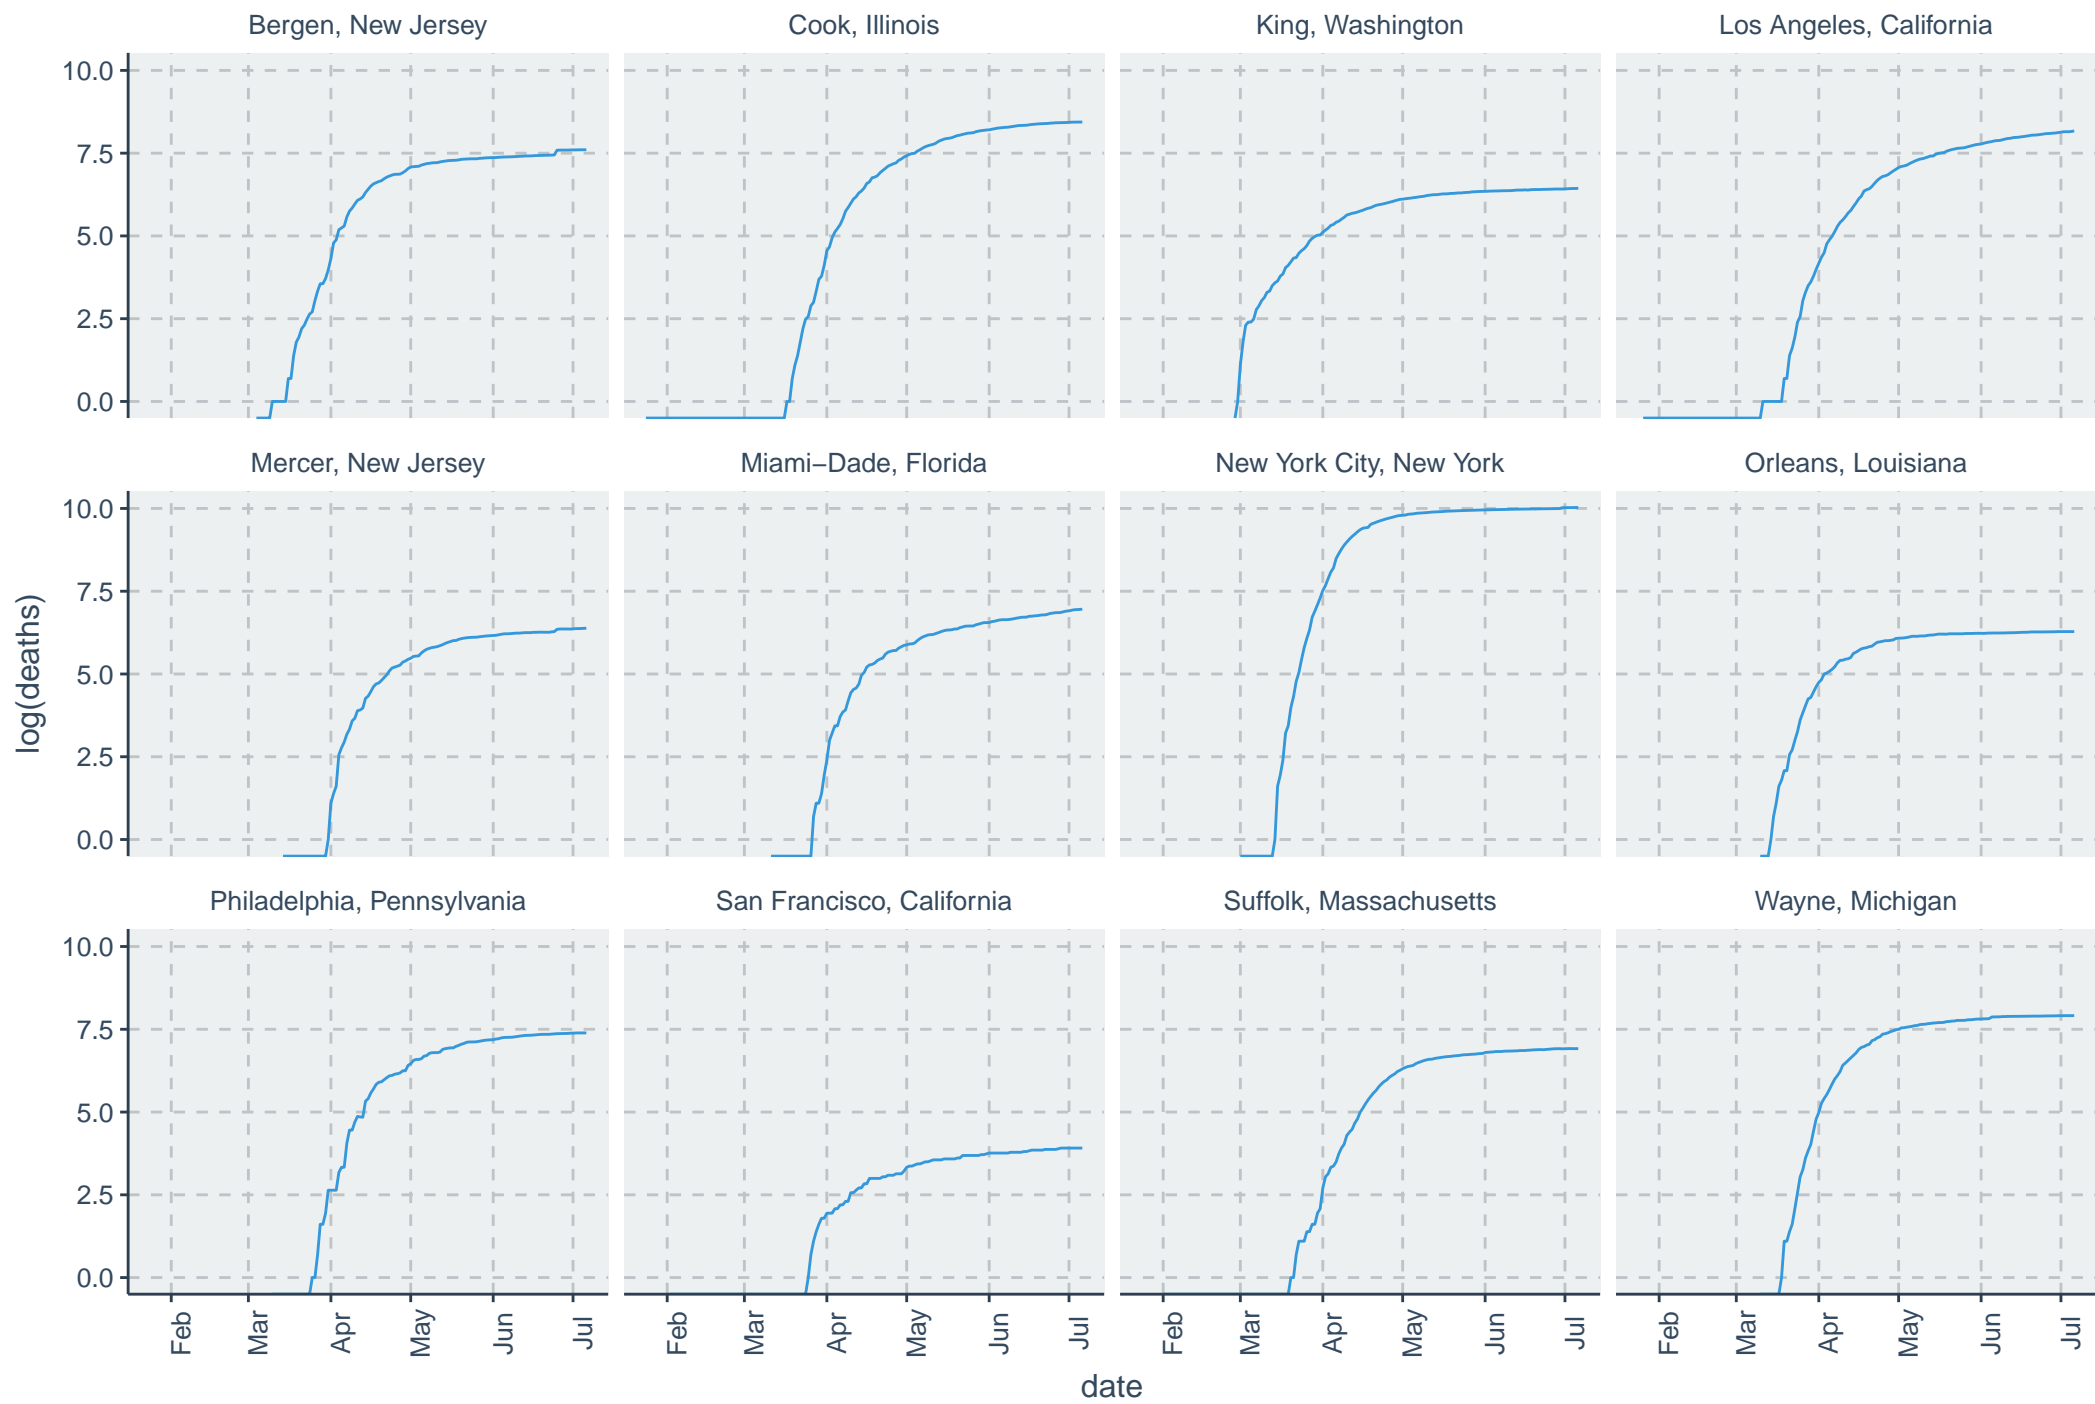 Bergen, New Jersey
Cook, Illinois
King, Washington
Los Angeles, California
10.0
7.5
5.0
2.5
0.0
Mercer, New Jersey
Miami−Dade, Florida
New York City, New York
Orleans, Louisiana
10.0
7.5
5.0
2.5
0.0
log(deaths)
Philadelphia, Pennsylvania
San Francisco, California
Suffolk, Massachusetts
Wayne, Michigan
10.0
7.5
5.0
2.5
0.0
Feb
Mar
Apr
May
Jun
Jul
Feb
Mar
Apr
May
Jun
Jul
Feb
Mar
Apr
May
Jun
Jul
Feb
Mar
Apr
May
Jun
Jul
date